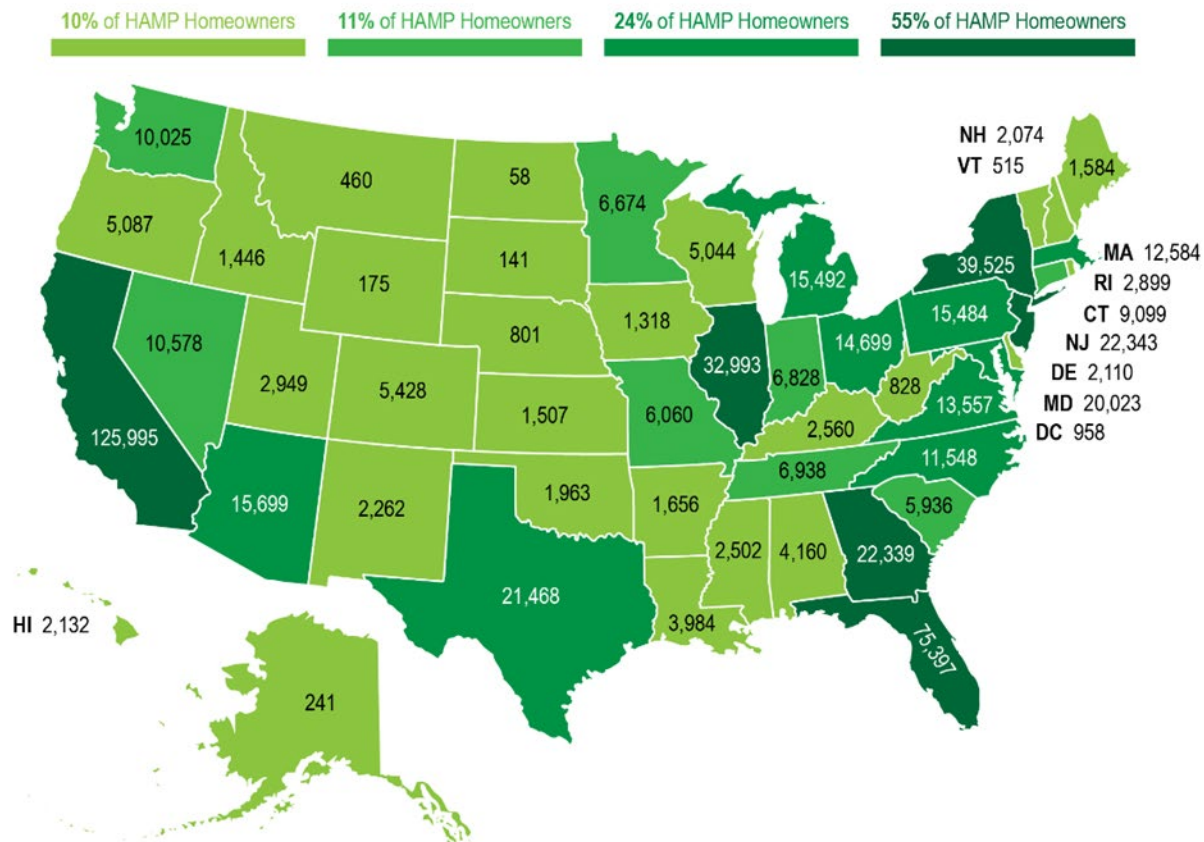 10% of HAMP Homeowners
11% of HAMP Homeowners
24% of HAMP Homeowners
55% of HAMP Homeowners
10,025
460
58
6,674
NH 2,074
VT 515
1,584
5,087
1,446
175
141
5,044
15,492
39,525
MA 12,584
RI 2,899
CT 9,099
NJ 22,343
DE 2,110
MD 20,023
DC 958
10,578
2,949
5,428
801
1,318
32,993
6,828
14,699
15,484
828
13,557
125,995
1,507
6,060
2,560
6,938
11,548
15,699
2,262
1,963
1,656
5,936
2,502
4,160
22,339
21,468
3,984
75,397
HI 2,132
241